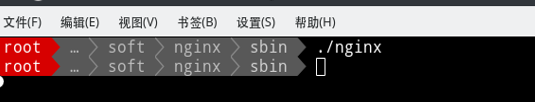 文件(F) 编辑(E) 视图(V) 书签(B) 设置(S) 帮助(H)
root … soft nginx sbin ./nginx
root … soft nginx sbin